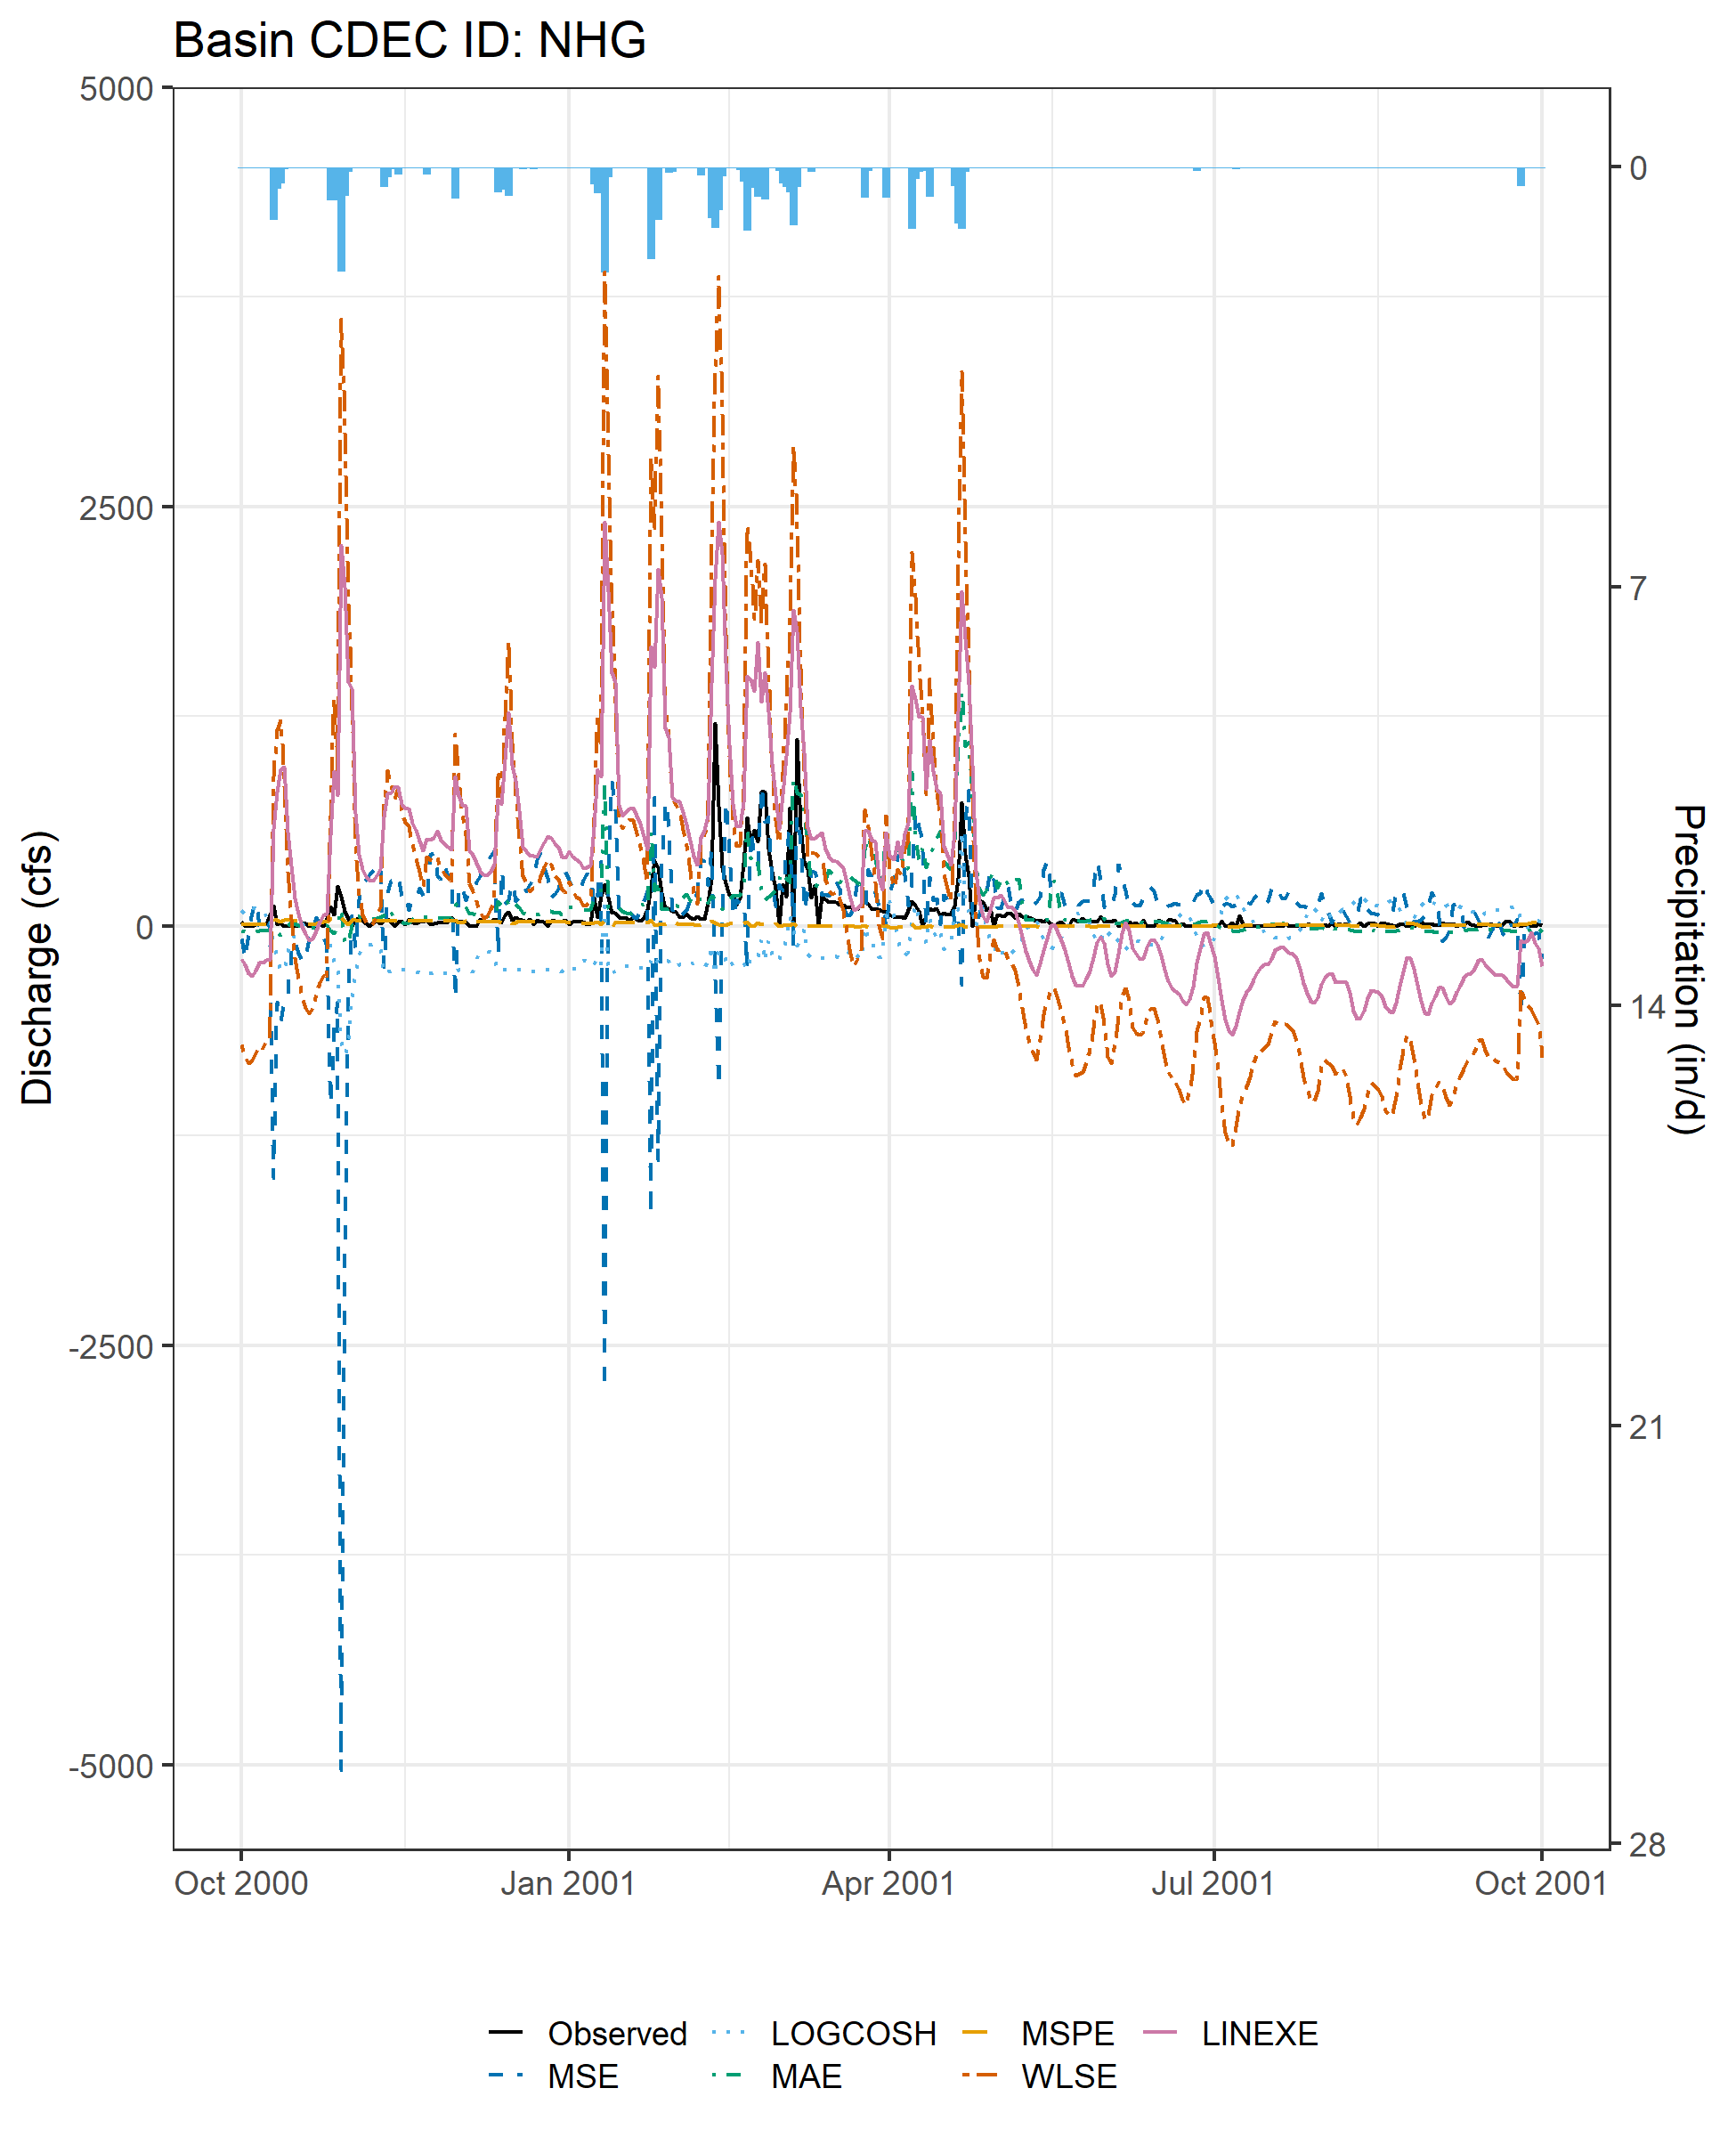 Basin CDEC ID: NHG
5000
2500
0
-2500
-5000
Discharge (cfs)
0
7
14
21
28
Precipitation (in/d)
Oct 2000 Jan 2001 Apr 2001 Jul 2001 Oct 2001
Observed LOGCOSH MSPE LINEXE
MSE MAE WLSE